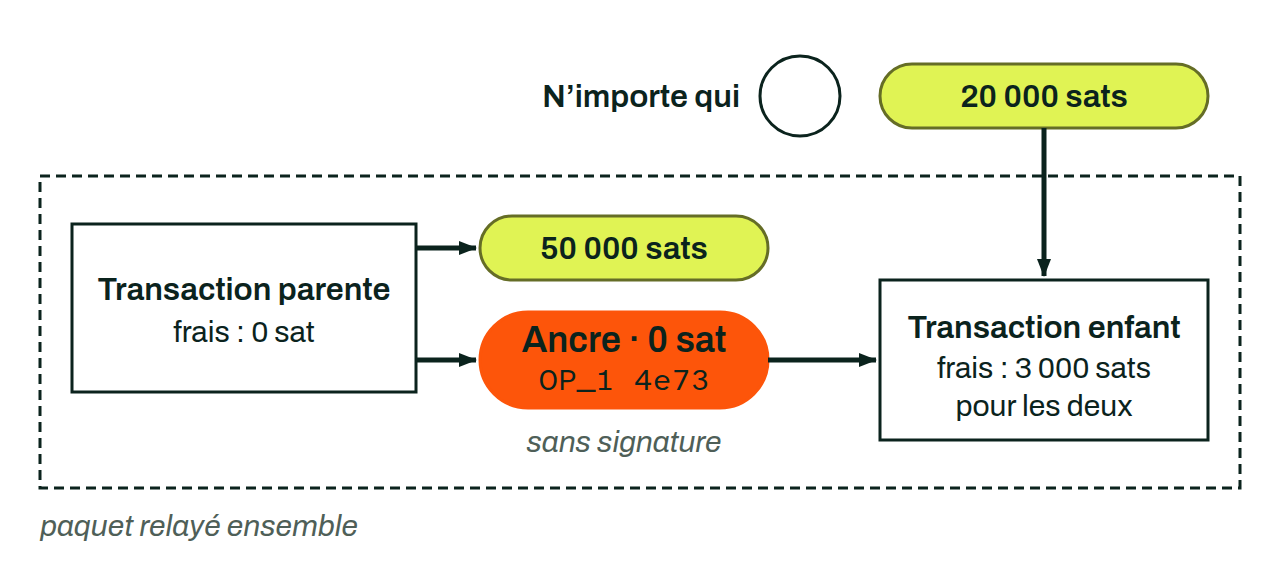 N’importe qui
20 000 sats
Transaction parente
frais : 0 sat
50 000 sats
Ancre · 0 sat
OP_1 4e73
sans signature
Transaction enfant
frais : 3 000 sats
pour les deux
paquet relayé ensemble